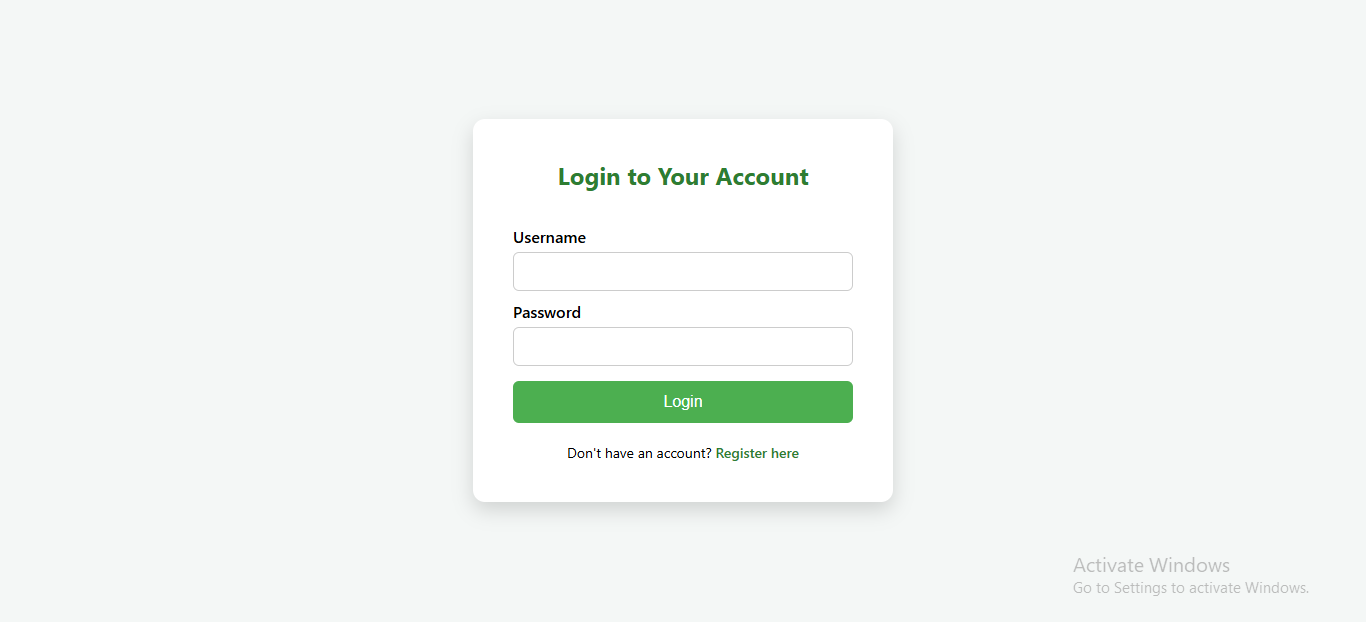 Login to Your Account
Username
Password
Login
Don't have an account? Register here
Activate Windows
Go to Settings to activate Windows.